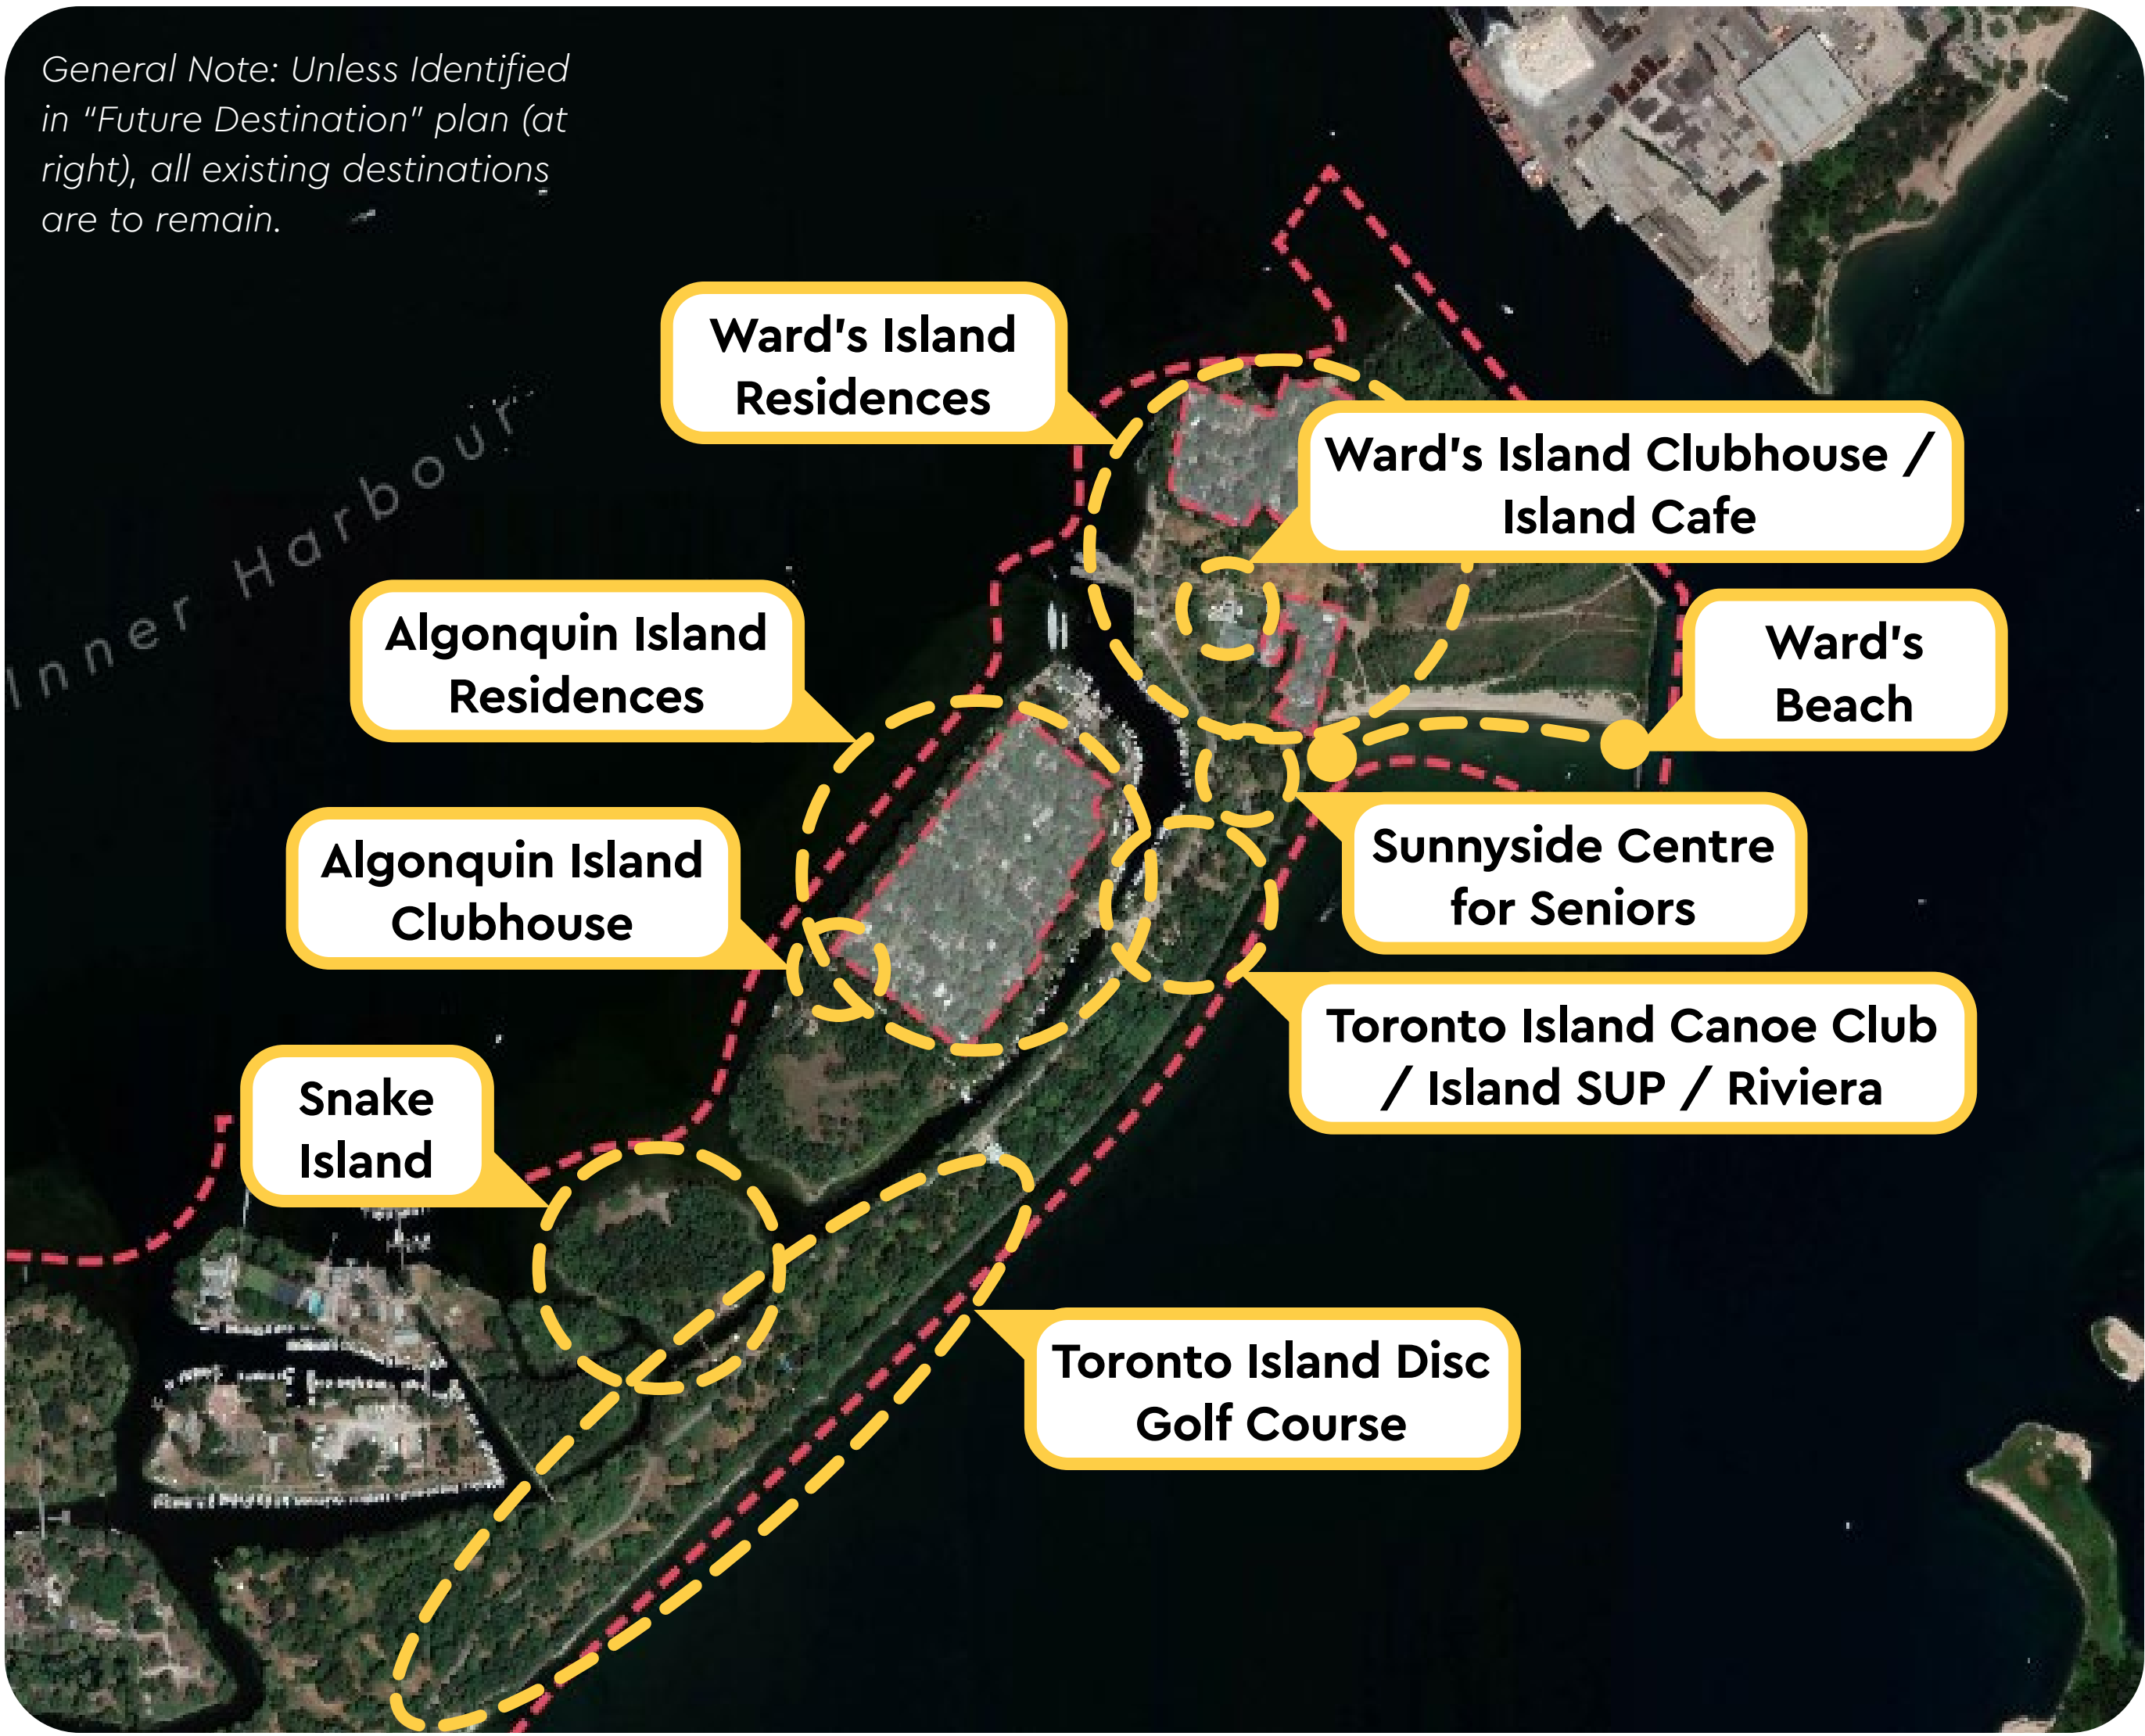 General Note: Unless Identified
in “Future Destination” plan (at
right), all existing destinations
are to remain.
Ward's Island
Residences
Ward's Island Clubhouse /
Island Cafe
Inner Harbour
Algonquin Island
Residences
Ward's
Beach
Algonquin Island
Clubhouse
Sunnyside Centre
for Seniors
Toronto Island Canoe Club
/ Island SUP / Riviera
Snake
Island
Toronto Island Disc
Golf Course